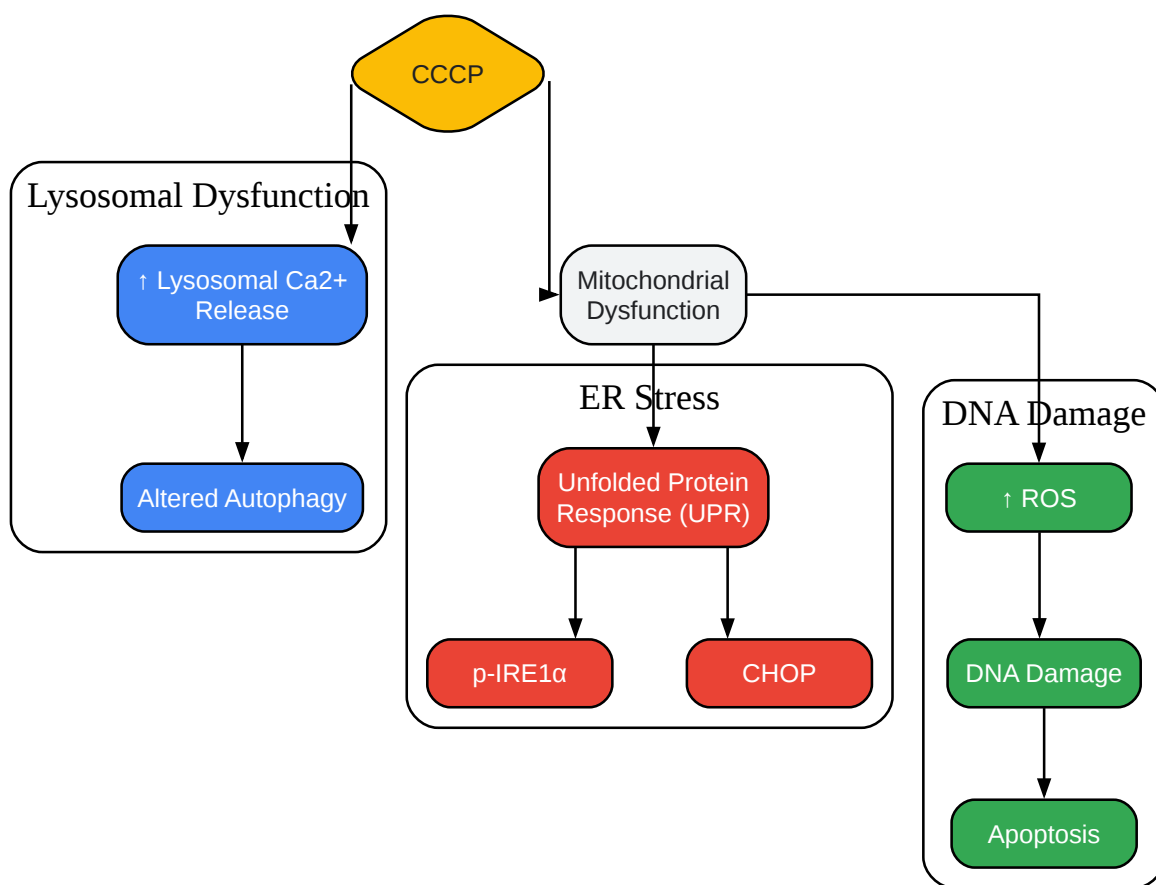 CCCP
Lysosomal Dysfunction
↑ Lysosomal Ca2+
Release
Altered Autophagy
Mitochondrial
Dysfunction
ER Stress
Unfolded Protein
Response (UPR)
p-IRE1α
CHOP
DNA Damage
↑ ROS
DNA Damage
Apoptosis